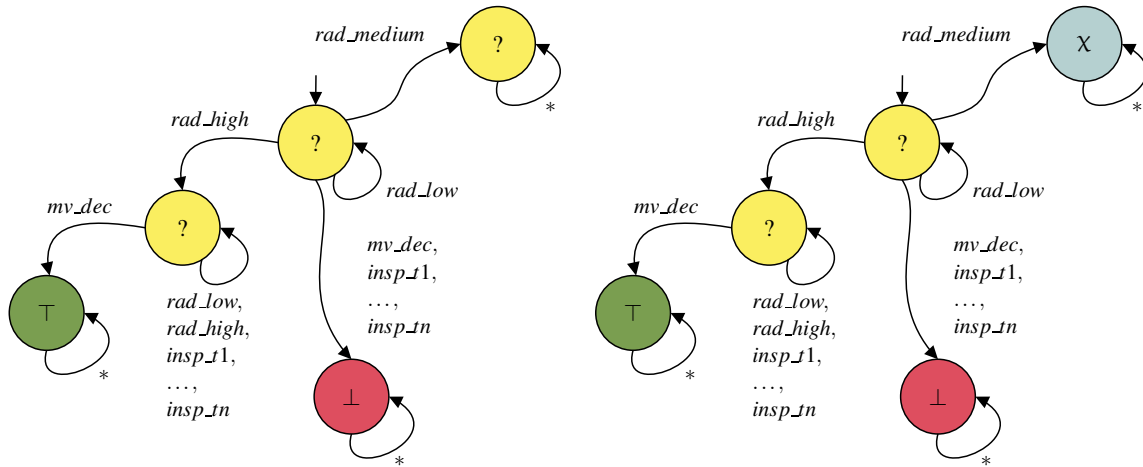 rad_medium
?
*
rad_high
?
rad_low
mv_dec
?
mv_dec,
insp_t1,
...,
insp_tn
⊤
*
rad_low,
rad_high,
insp_t1,
...,
insp_tn
⊥
*
rad_medium
χ
*
rad_high
?
rad_low
mv_dec
?
mv_dec,
insp_t1,
...,
insp_tn
⊤
*
rad_low,
rad_high,
insp_t1,
...,
insp_tn
⊥
*